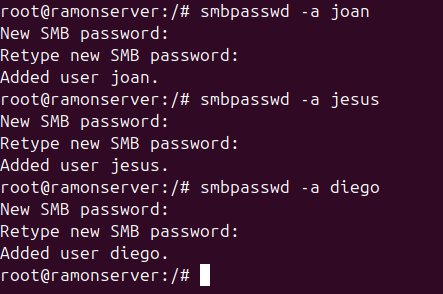 root@ramonserver:/# smbpasswd -a joan
New SMB password:
Retype new SMB password:
Added user joan.
root@ramonserver:/# smbpasswd -a jesus
New SMB password:
Retype new SMB password:
Added user jesus.
root@ramonserver:/# smbpasswd -a diego
New SMB password:
Retype new SMB password:
Added user diego.
root@ramonserver:/#